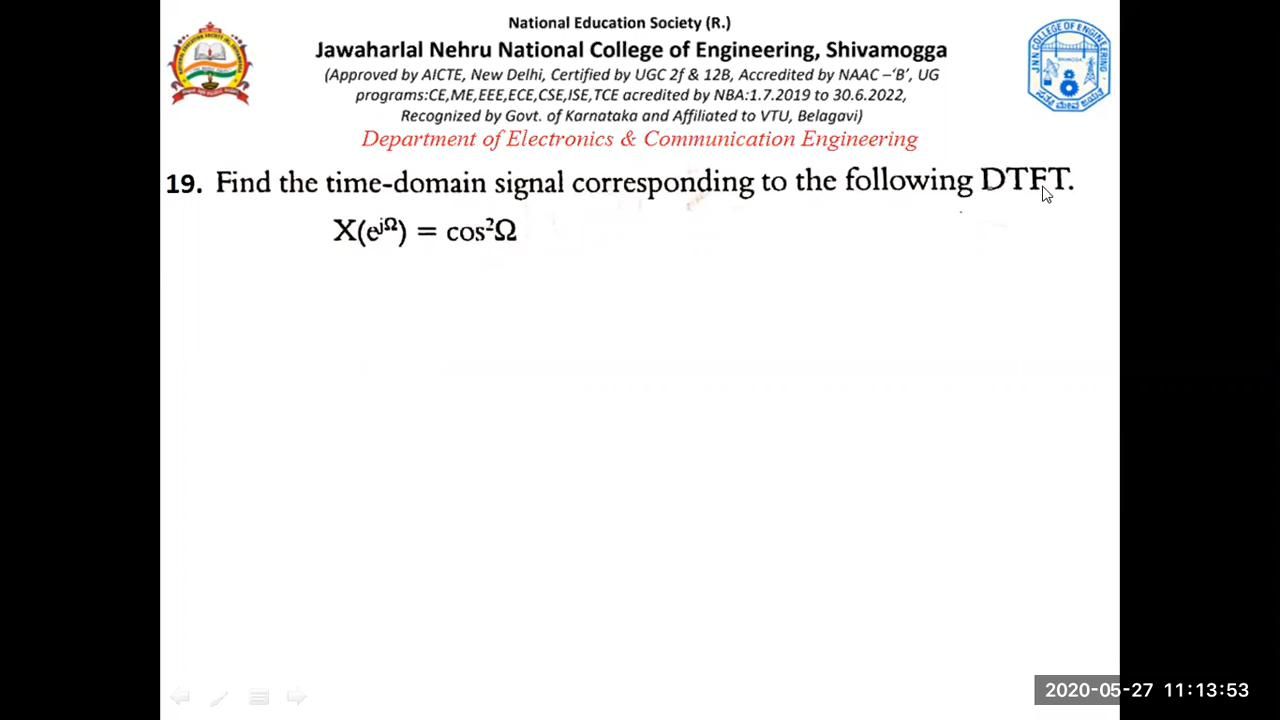 National Education Society (R.)
Jawaharlal Nehru National College of Engineering, Shivamogga
(Approved by AICTE, New Delhi, Certified by UGC 2f & 12B, Accredited by NAAC –‘B’, UG
programs:CE,ME,EEE,ECE,CSE,ISE,TCE acredited by NBA:1.7.2019 to 30.6.2022,
Recognized by Govt. of Karnataka and Affiliated to VTU, Belagavi)
Department of Electronics & Communication Engineering
19. Find the time-domain signal corresponding to the following DTFT.
X(e^{jΩ}) = cos²Ω
2020-05-27 11:13:53